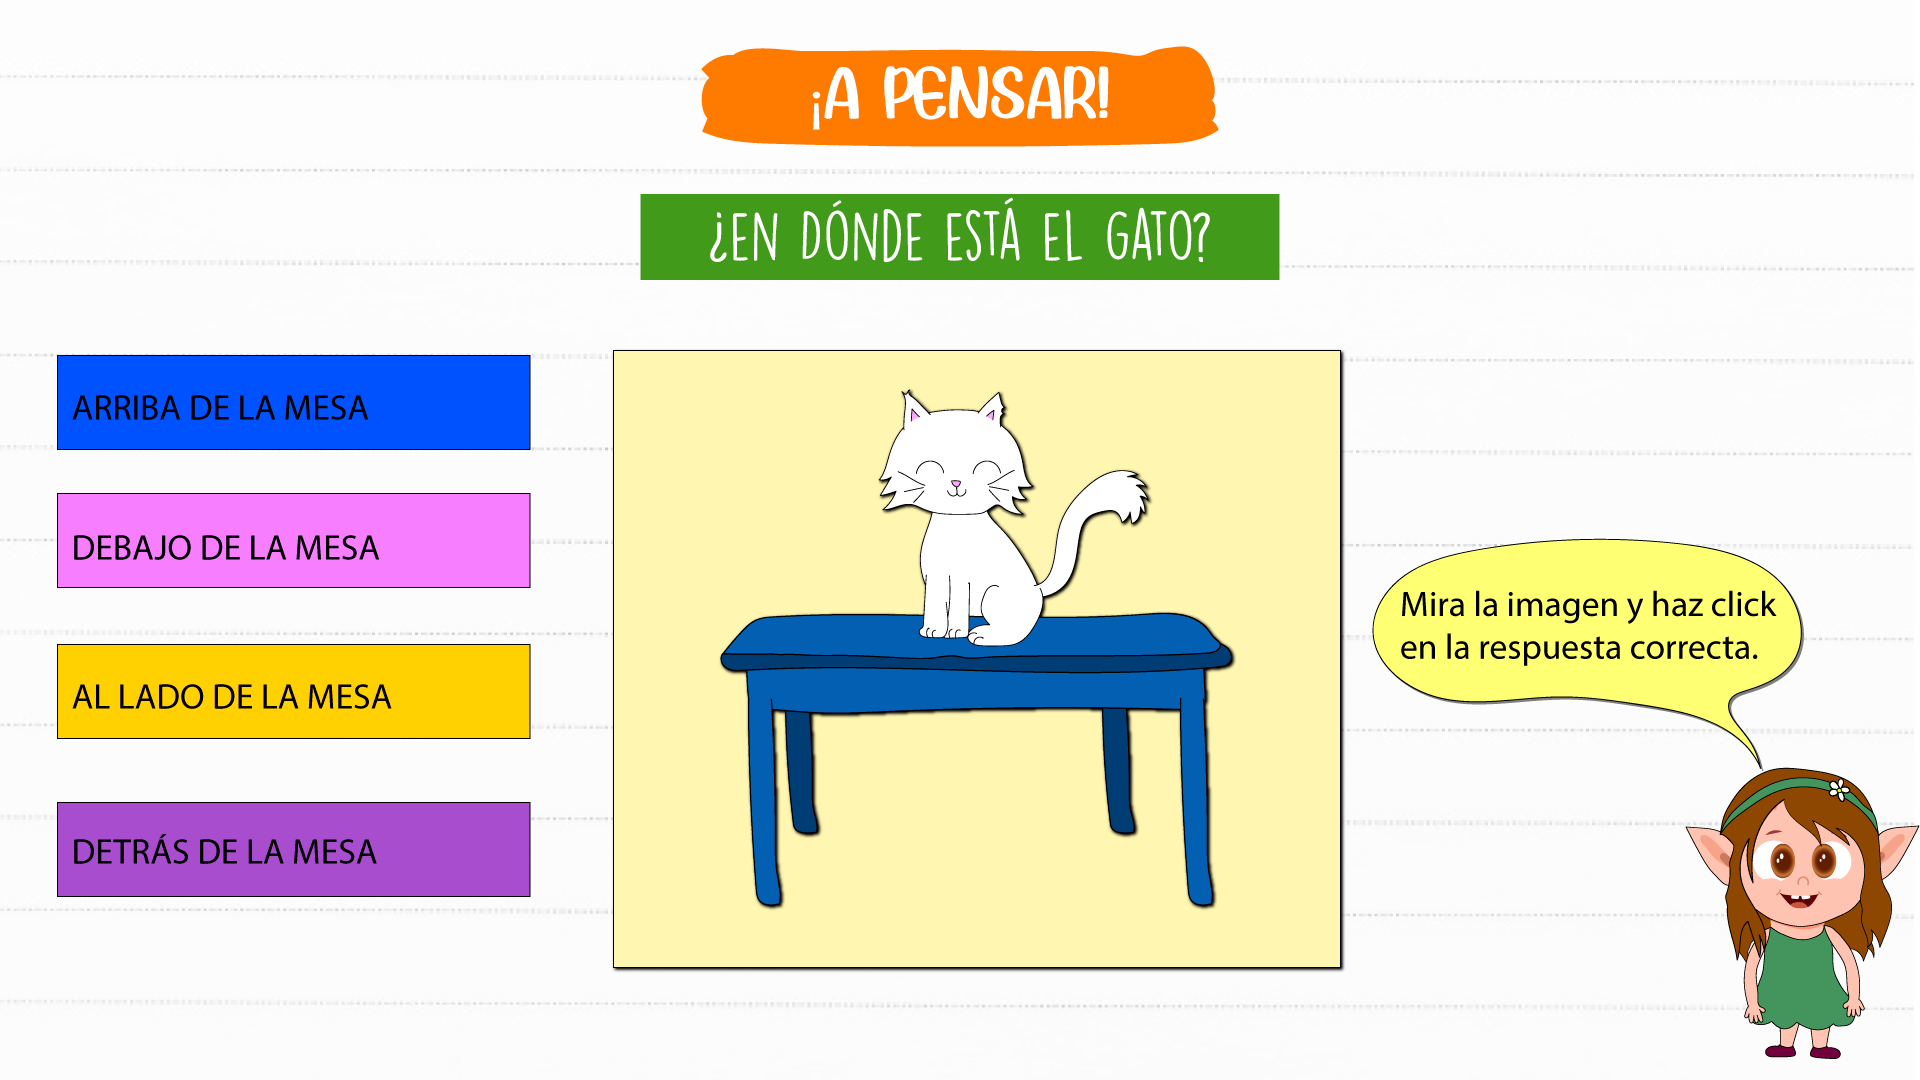 ¡A PENSAR!
¿EN DÓNDE ESTÁ EL GATO?
ARRIBA DE LA MESA
DEBAJO DE LA MESA
AL LADO DE LA MESA
DETRÁS DE LA MESA
Mira la imagen y haz click
en la respuesta correcta.